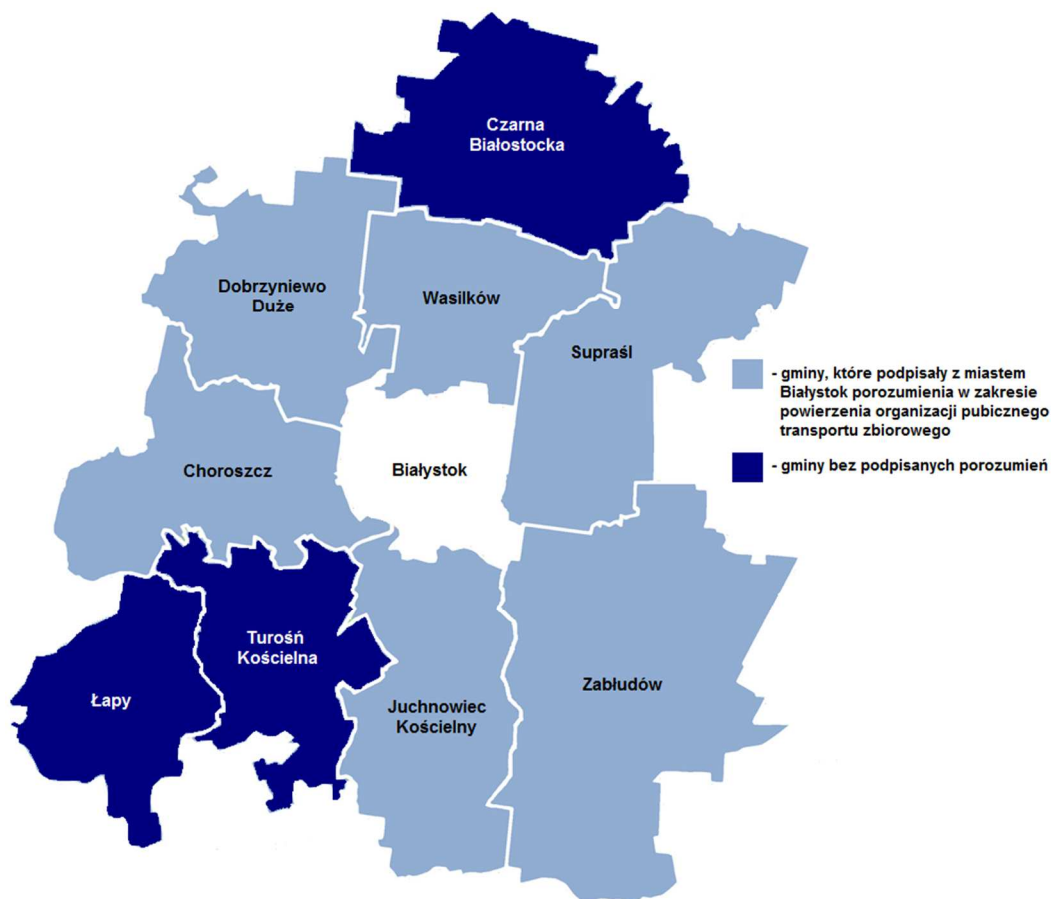 Czarna
Białostocka
Dobrzyniewo
Duże
Wasilków
Supraśl
- gminy, które podpisały z miastem
Białystok porozumienia w zakresie
powierzenia organizacji pubicznego
transportu zbiorowego
Choroszcz
Białystok
- gminy bez podpisanych porozumień
Turośń
Kościelna
Łapy
Juchnowiec
Kościelny
Zabłudów